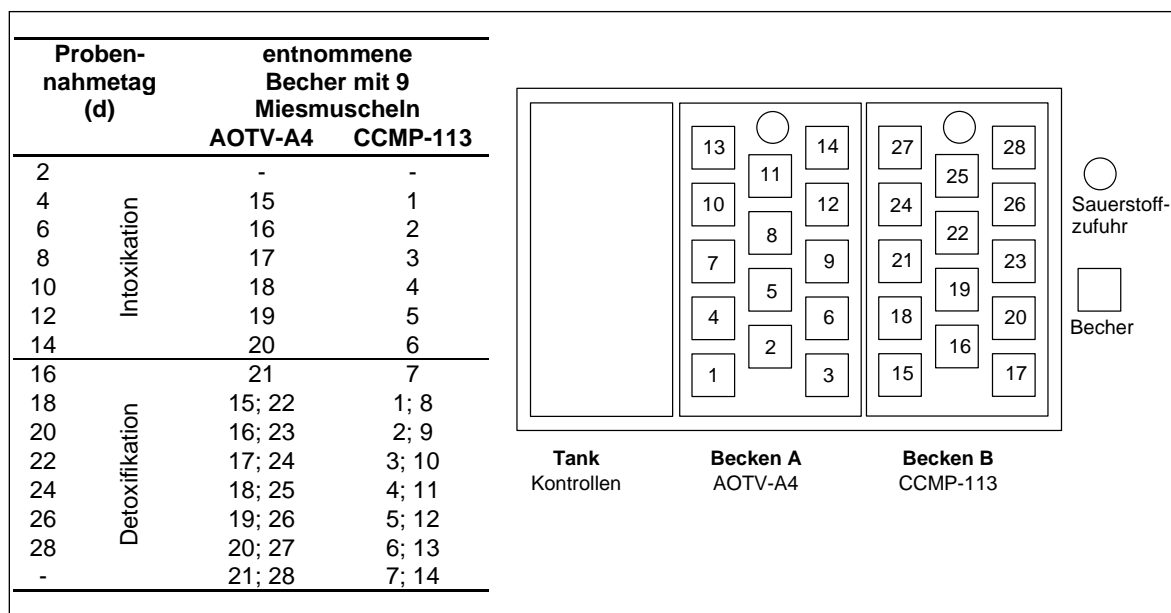 Proben-
nahmetag
(d)
entnommene
Becher mit 9
Miesmuscheln
AOTV-A4 CCMP-113
2 - -
4 15 1
6 16 2
8 17 3
10 18 4
12 19 5
14 20 6
Intoxikation
16 21 7
18 15; 22 1; 8
20 16; 23 2; 9
22 17; 24 3; 10
24 18; 25 4; 11
26 19; 26 5; 12
28 20; 27 6; 13
- 21; 28 7; 14
Detoxifikation
13 14
11
10 12
8
7 9
5
4 6
2
1 3
27 28
25
24 26
22
21 23
19
18 20
16
15 17
Sauerstoff-
zufuhr
Becher
Tank
Kontrollen
Becken A
AOTV-A4
Becken B
CCMP-113